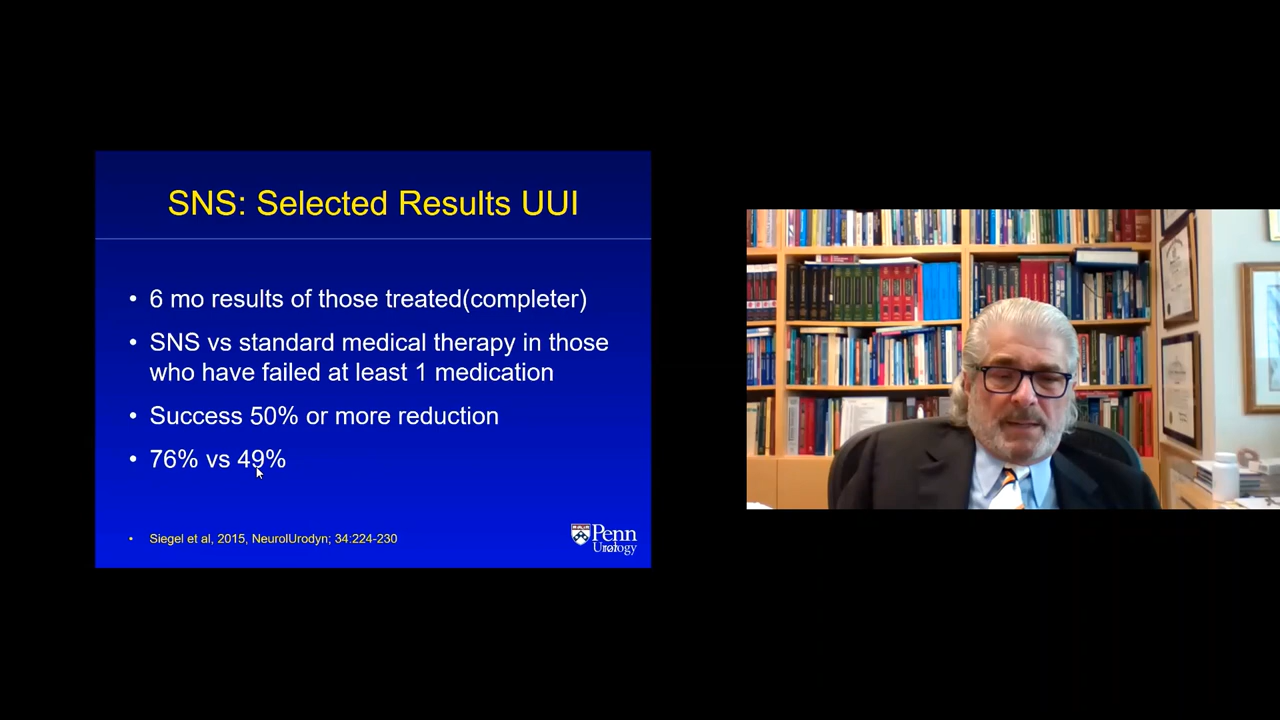 SNS: Selected Results UUI
• 6 mo results of those treated(completer)
• SNS vs standard medical therapy in those
who have failed at least 1 medication
• Success 50% or more reduction
• 76% vs 49%
• Siegel et al, 2015, NeurolUrodyn; 34:224-230
Penn
Urology